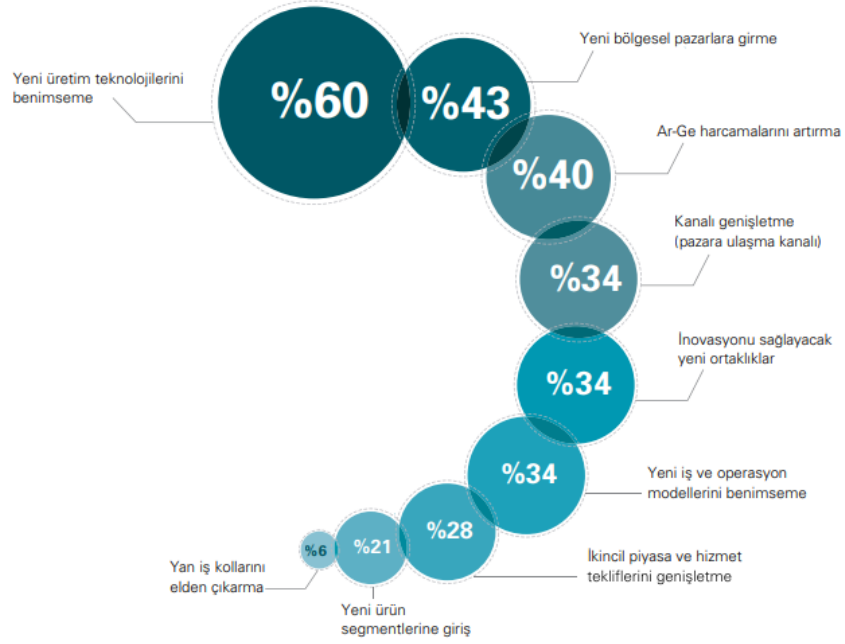 Yeni üretim teknolojilerini
benimseme
%60
%43
Yeni bölgesel pazarlara girme
%40
Ar-Ge harcamalarını artırma
%34
Kanalı genişletme
(pazara ulaşma kanalı)
%34
İnovasyonu sağlayacak
yeni ortaklıklar
%34
Yeni iş ve operasyon
modellerini benimseme
%28
İkincil piyasa ve hizmet
tekliflerini genişletme
%21
Yeni ürün
segmentlerine giriş
%6
Yan iş kollarını
elden çıkarma